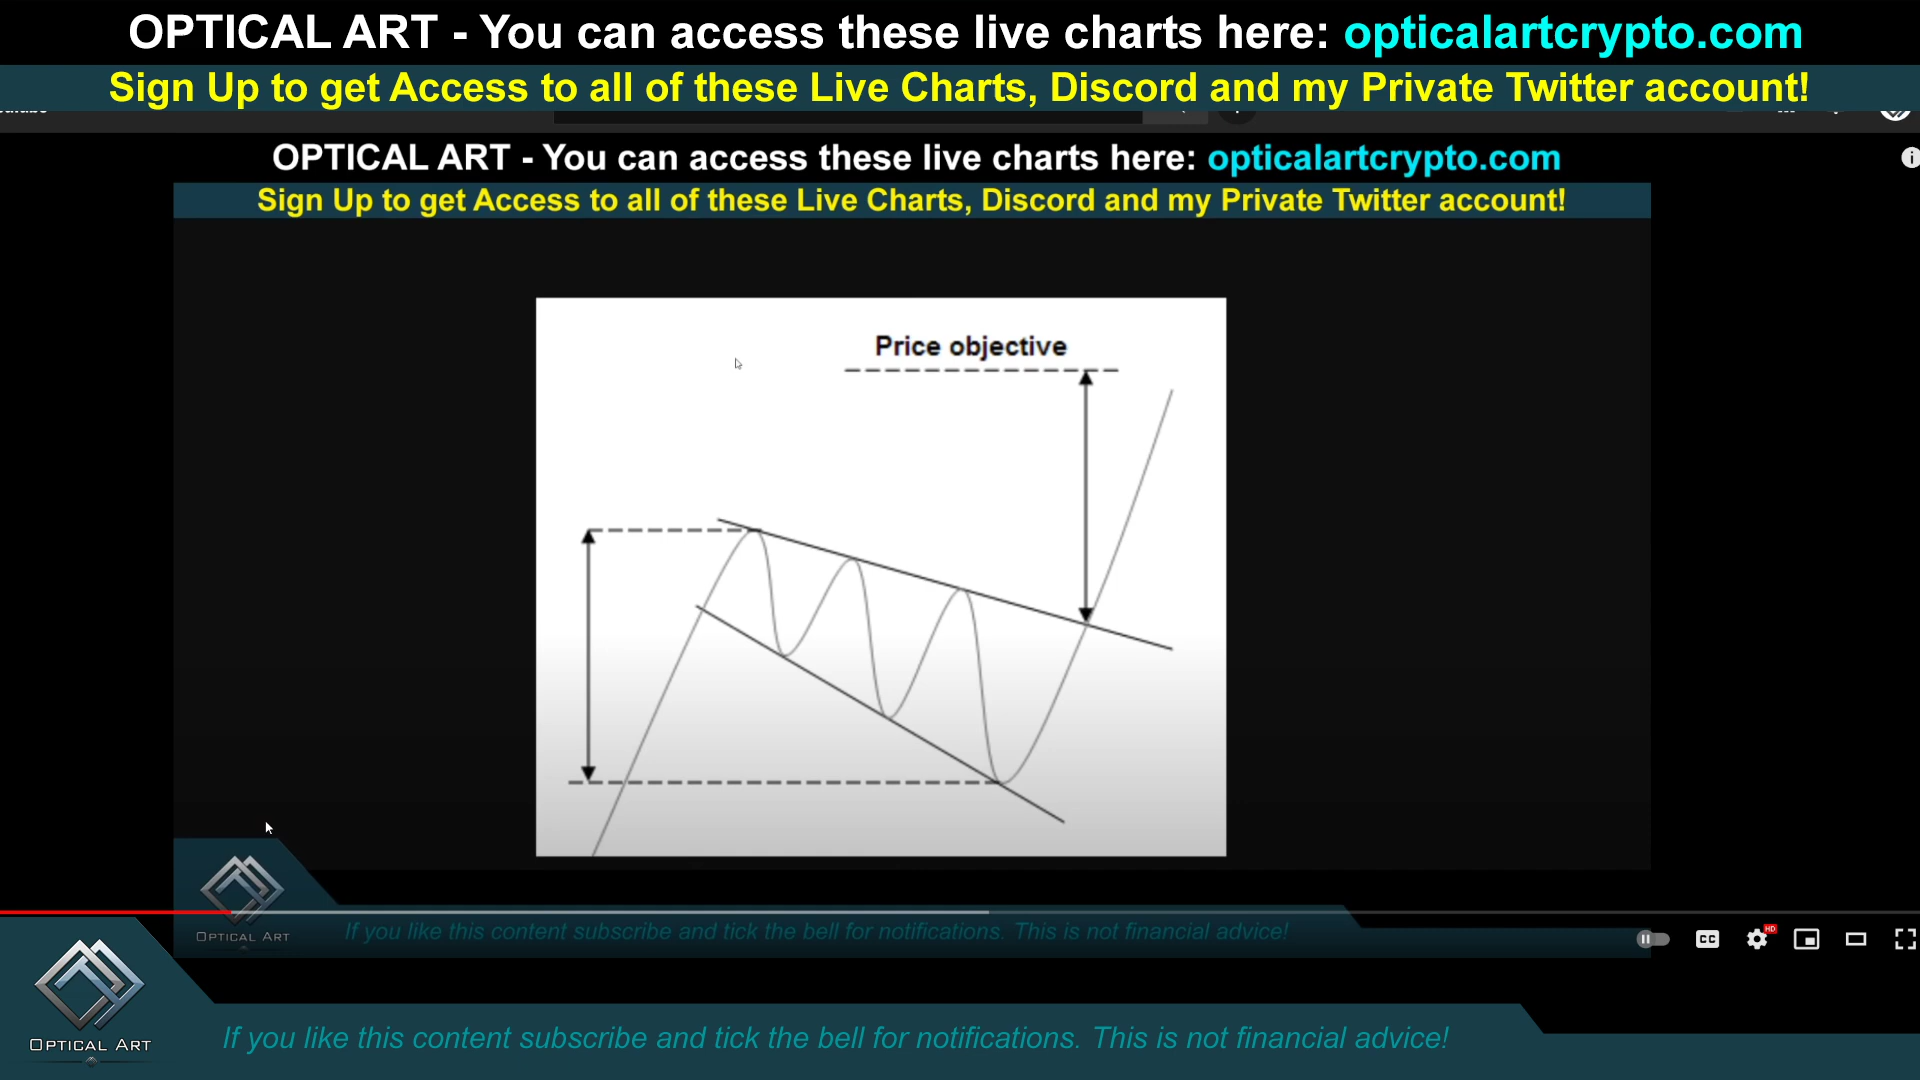 OPTICAL ART - You can access these live charts here: opticalartcrypto.com
Sign Up to get Access to all of these Live Charts, Discord and my Private Twitter account!
OPTICAL ART - You can access these live charts here: opticalartcrypto.com
Sign Up to get Access to all of these Live Charts, Discord and my Private Twitter account!
Price objective
OPTICAL ART
If you like this content subscribe and tick the bell for notifications. This is not financial advice!
CC
HD
OPTICAL ART
If you like this content subscribe and tick the bell for notifications. This is not financial advice!